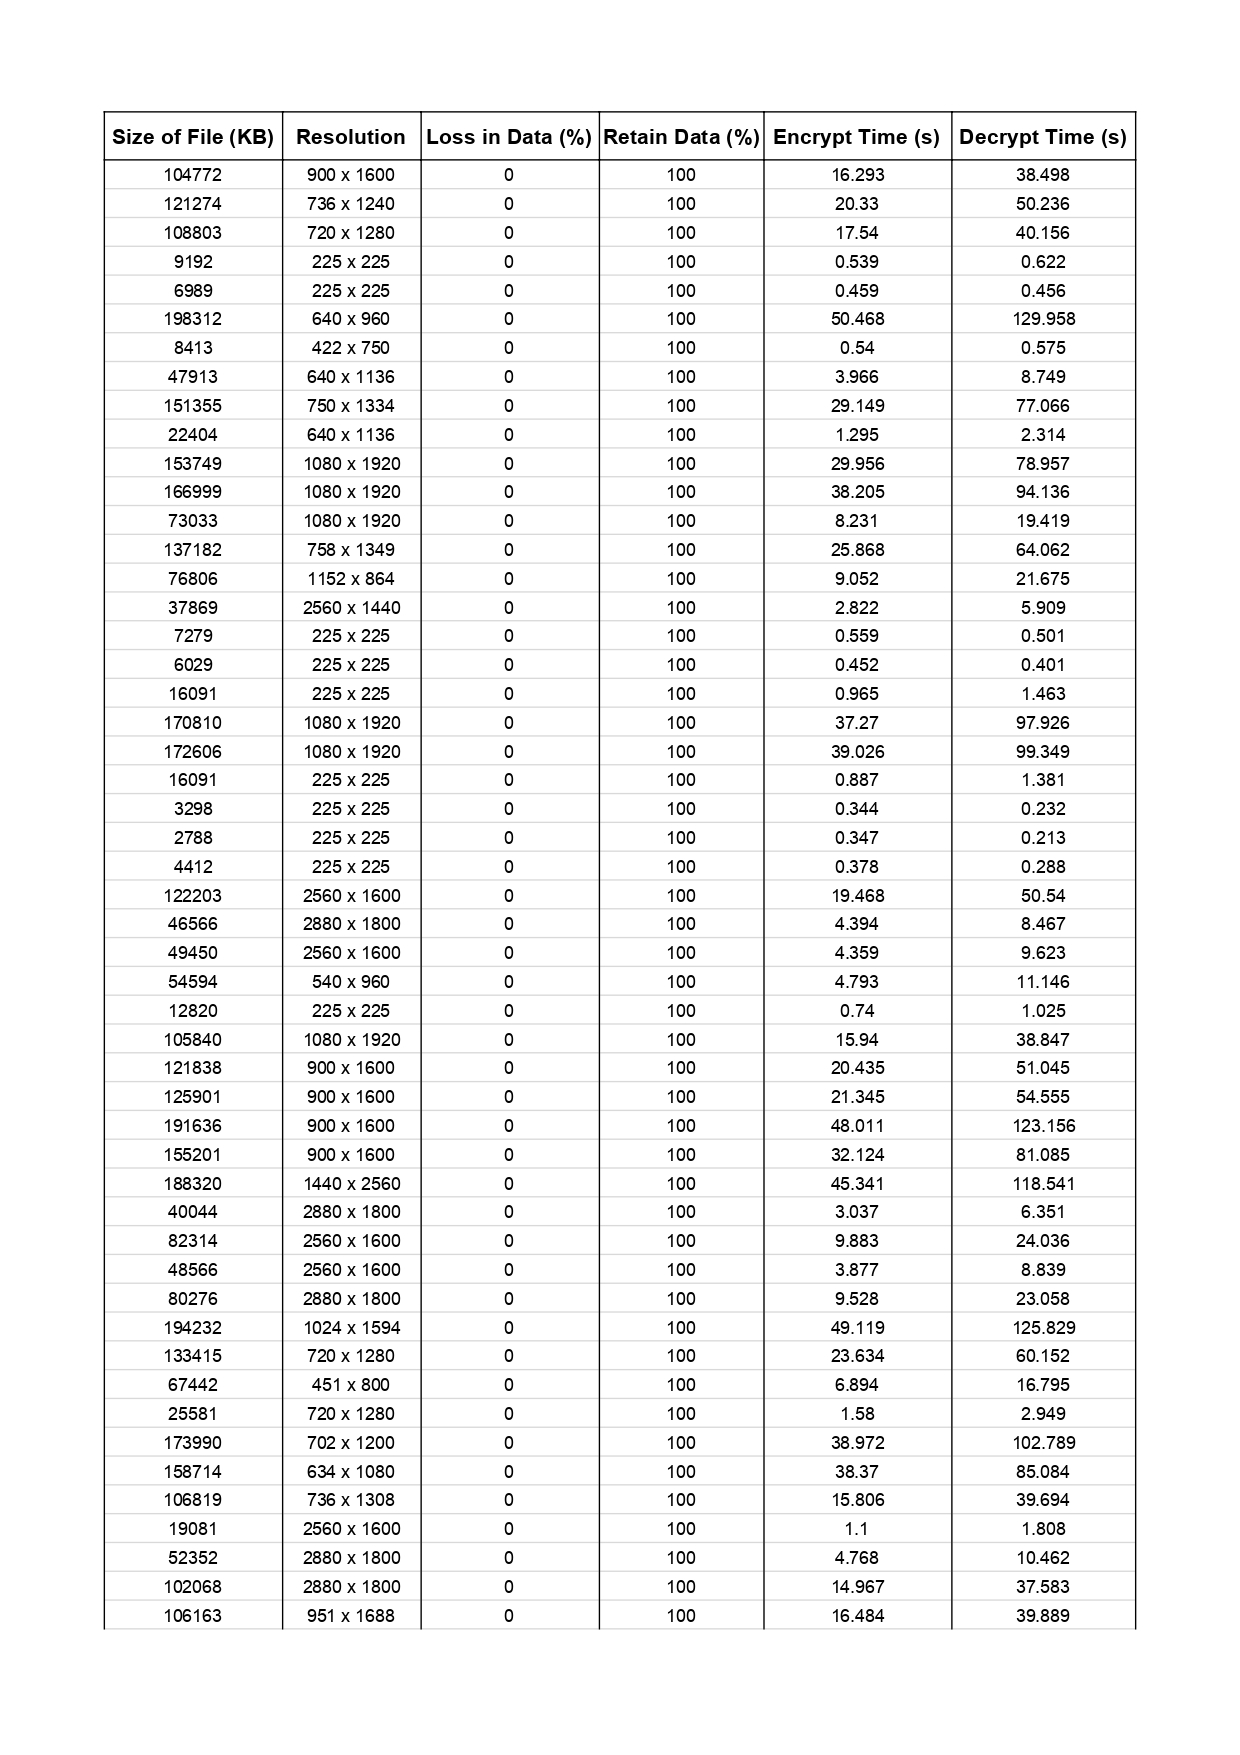 Size of File (KB) Resolution Loss in Data (%) Retain Data (%) Encrypt Time (s) Decrypt Time (s)
104772 900 x 1600 0 100 16.293 38.498
121274 736 x 1240 0 100 20.33 50.236
108803 720 x 1280 0 100 17.54 40.156
9192 225 x 225 0 100 0.539 0.622
6989 225 x 225 0 100 0.459 0.456
198312 640 x 960 0 100 50.468 129.958
8413 422 x 750 0 100 0.54 0.575
47913 640 x 1136 0 100 3.966 8.749
151355 750 x 1334 0 100 29.149 77.066
22404 640 x 1136 0 100 1.295 2.314
153749 1080 x 1920 0 100 29.956 78.957
166999 1080 x 1920 0 100 38.205 94.136
73033 1080 x 1920 0 100 8.231 19.419
137182 758 x 1349 0 100 25.868 64.062
76806 1152 x 864 0 100 9.052 21.675
37869 2560 x 1440 0 100 2.822 5.909
7279 225 x 225 0 100 0.559 0.501
6029 225 x 225 0 100 0.452 0.401
16091 225 x 225 0 100 0.965 1.463
170810 1080 x 1920 0 100 37.27 97.926
172606 1080 x 1920 0 100 39.026 99.349
16091 225 x 225 0 100 0.887 1.381
3298 225 x 225 0 100 0.344 0.232
2788 225 x 225 0 100 0.347 0.213
4412 225 x 225 0 100 0.378 0.288
122203 2560 x 1600 0 100 19.468 50.54
46566 2880 x 1800 0 100 4.394 8.467
49450 2560 x 1600 0 100 4.359 9.623
54594 540 x 960 0 100 4.793 11.146
12820 225 x 225 0 100 0.74 1.025
105840 1080 x 1920 0 100 15.94 38.847
121838 900 x 1600 0 100 20.435 51.045
125901 900 x 1600 0 100 21.345 54.555
191636 900 x 1600 0 100 48.011 123.156
155201 900 x 1600 0 100 32.124 81.085
188320 1440 x 2560 0 100 45.341 118.541
40044 2880 x 1800 0 100 3.037 6.351
82314 2560 x 1600 0 100 9.883 24.036
48566 2560 x 1600 0 100 3.877 8.839
80276 2880 x 1800 0 100 9.528 23.058
194232 1024 x 1594 0 100 49.119 125.829
133415 720 x 1280 0 100 23.634 60.152
67442 451 x 800 0 100 6.894 16.795
25581 720 x 1280 0 100 1.58 2.949
173990 702 x 1200 0 100 38.972 102.789
158714 634 x 1080 0 100 38.37 85.084
106819 736 x 1308 0 100 15.806 39.694
19081 2560 x 1600 0 100 1.1 1.808
52352 2880 x 1800 0 100 4.768 10.462
102068 2880 x 1800 0 100 14.967 37.583
106163 951 x 1688 0 100 16.484 39.889